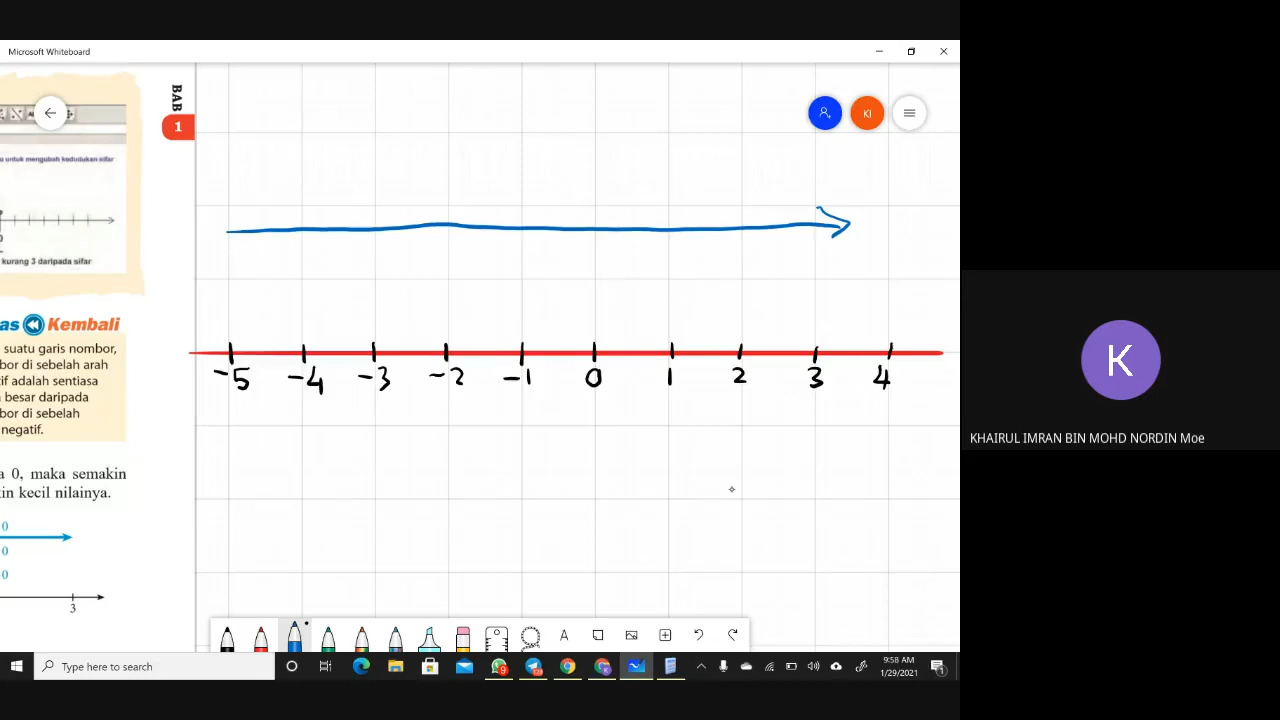 Microsoft Whiteboard
BAB
1
KI
u untuk mengubah kedudukan sifar
0
kurang 3 daripada sifar
as Kembali
suatu garis nombor,
bor di sebelah arah
tif adalah sentiasa
besar daripada
bor di sebelah
negatif.
a 0, maka semakin
kin kecil nilainya.
0
0
0
3
-5 -4 -3 -2 -1 0 1 2 3 4
K
KHAIRUL IMRAN BIN MOHD NORDIN Moe
A
Type here to search
9:58 AM
1/29/2021